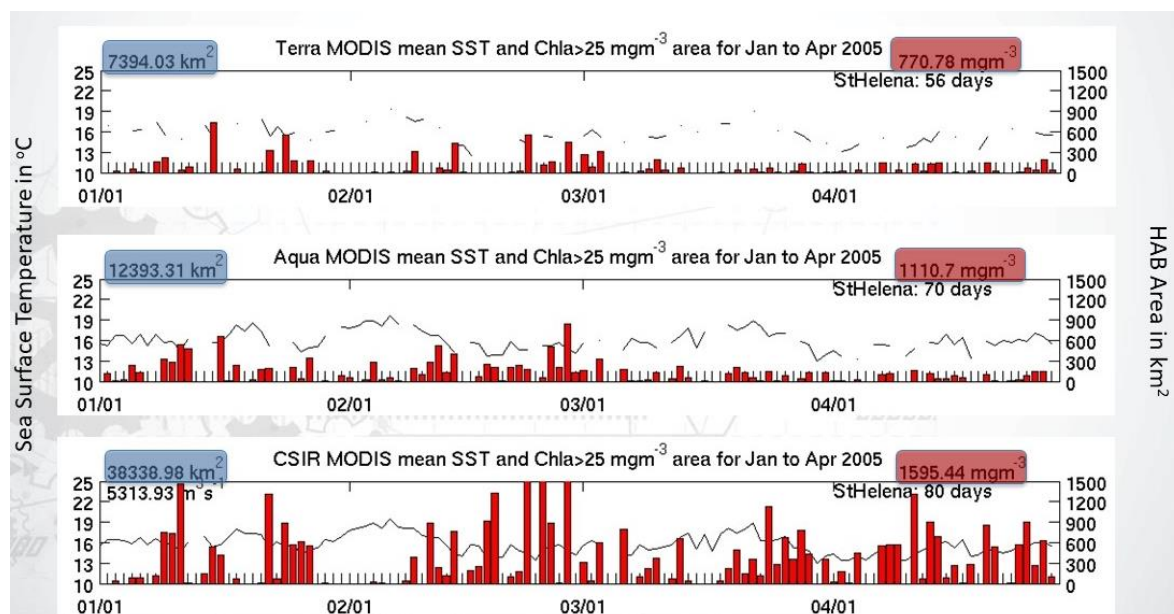 Sea Surface Temperature in °C
HAB Area in km²
Terra MODIS mean SST and Chla>25 mgm⁻³ area for Jan to Apr 2005
7394.03 km²
770.78 mgm⁻³
StHelena: 56 days
25
22
19
16
13
10
1500
1200
900
600
300
0
01/01 02/01 03/01 04/01
Aqua MODIS mean SST and Chla>25 mgm⁻³ area for Jan to Apr 2005
12393.31 km²
1110.7 mgm⁻³
StHelena: 70 days
25
22
19
16
13
10
1500
1200
900
600
300
0
01/01 02/01 03/01 04/01
CSIR MODIS mean SST and Chla>25 mgm⁻³ area for Jan to Apr 2005
38338.98 km²
1595.44 mgm⁻³
5313.93 m³s⁻¹
StHelena: 80 days
25
22
19
16
13
10
1500
1200
900
600
300
0
01/01 02/01 03/01 04/01